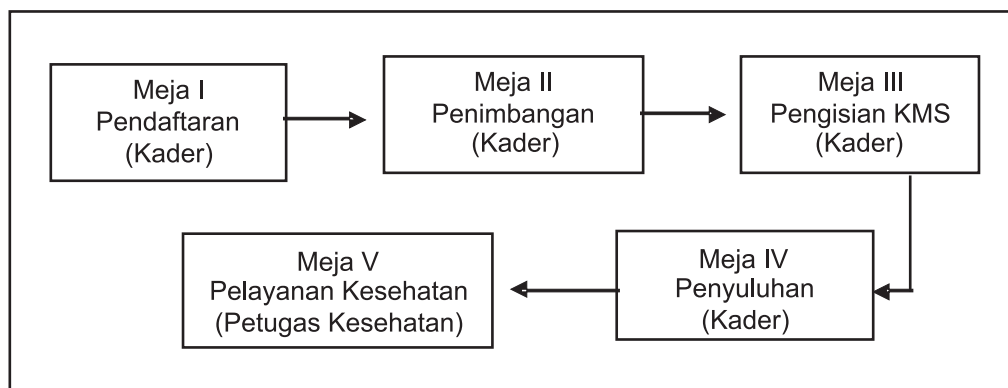 Meja I
Pendaftaran
(Kader)
Meja II
Penimbangan
(Kader)
Meja III
Pengisian KMS
(Kader)
Meja IV
Penyuluhan
(Kader)
Meja V
Pelayanan Kesehatan
(Petugas Kesehatan)